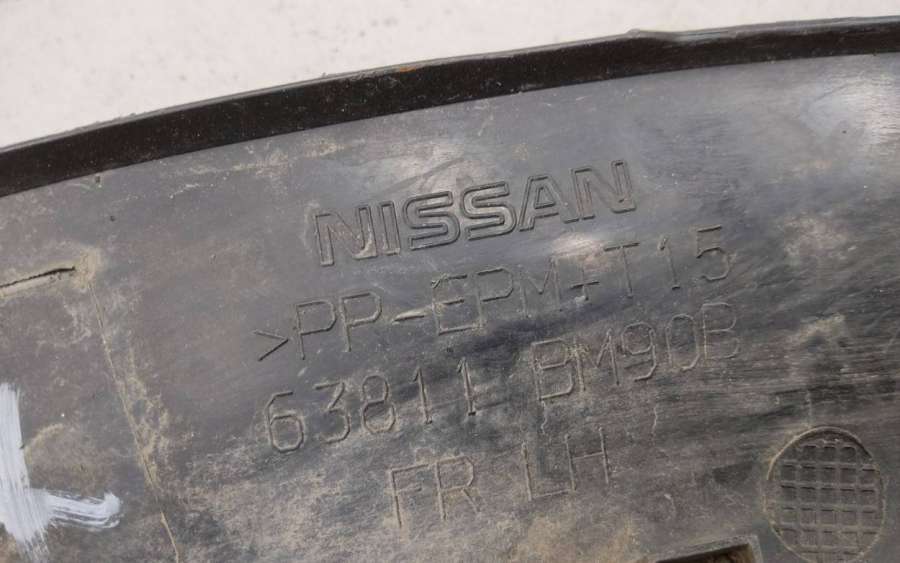 NISSAN
>PP-EPM+T15
63811 BM90B
FR LH